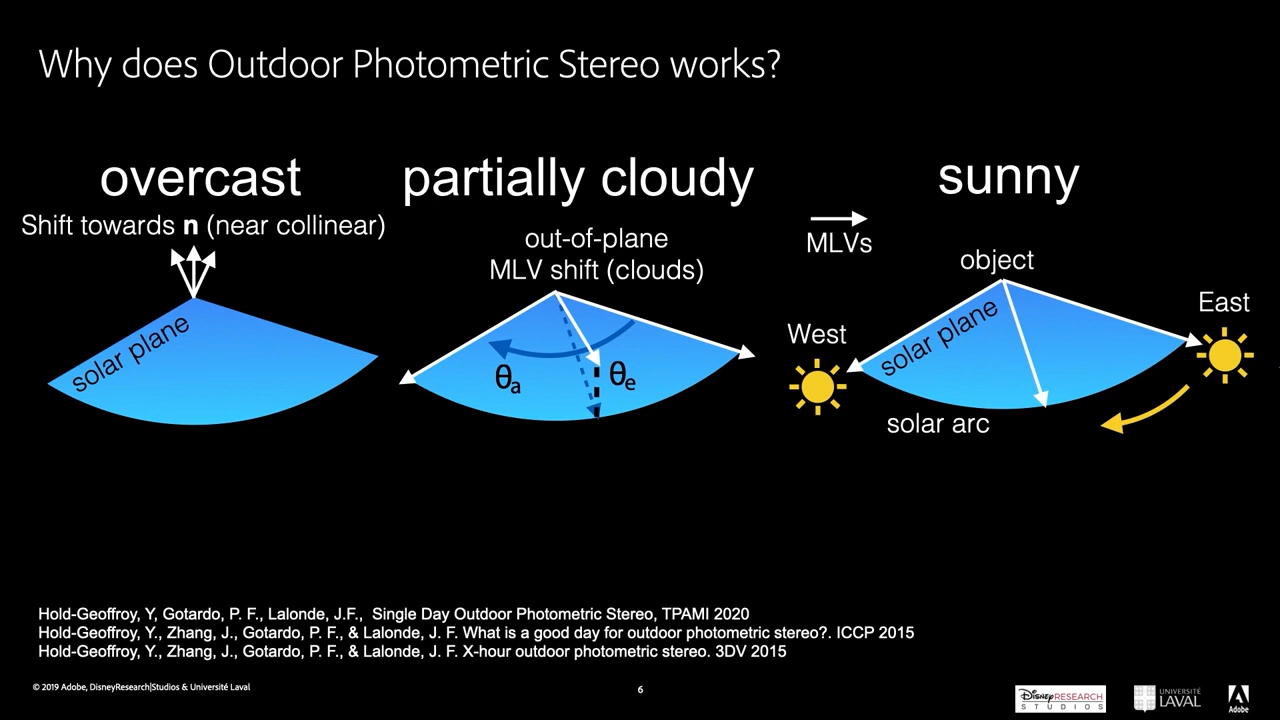 Why does Outdoor Photometric Stereo works?
overcast
Shift towards n (near collinear)
solar plane
partially cloudy
out-of-plane
MLV shift (clouds)
θa
θe
sunny
MLVs
object
West
East
solar plane
solar arc
Hold-Geoffroy, Y, Gotardo, P. F., Lalonde, J.F., Single Day Outdoor Photometric Stereo, TPAMI 2020
Hold-Geoffroy, Y., Zhang, J., Gotardo, P. F., & Lalonde, J. F. What is a good day for outdoor photometric stereo?. ICCP 2015
Hold-Geoffroy, Y., Zhang, J., Gotardo, P. F., & Lalonde, J. F. X-hour outdoor photometric stereo. 3DV 2015
© 2019 Adobe, DisneyResearch|Studios & Université Laval
6
Disney RESEARCH
STUDIOS
UNIVERSITÉ
LAVAL
Adobe